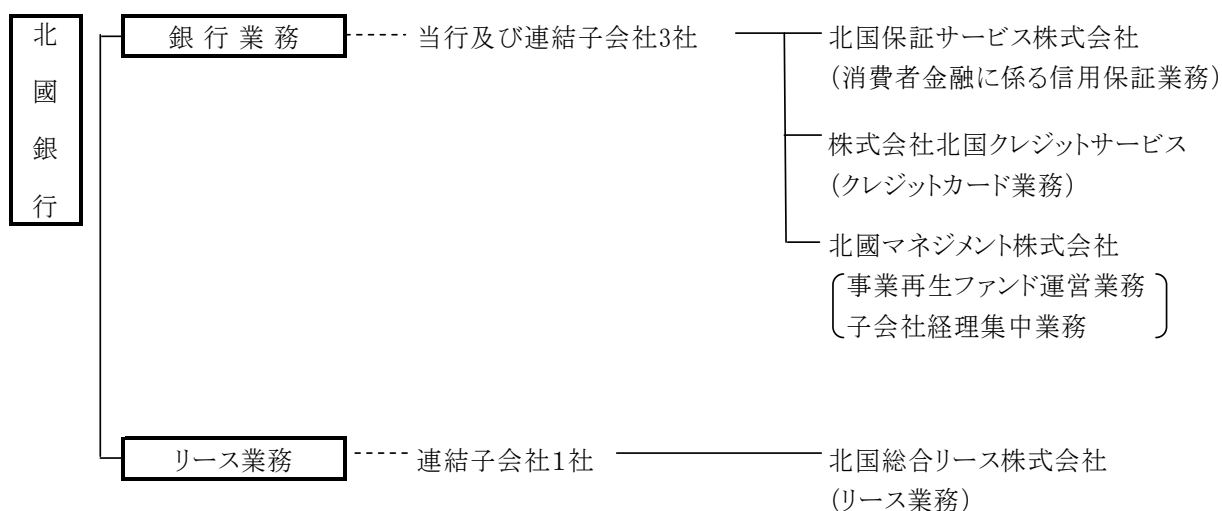 北國銀行
銀行業務 当行及び連結子会社3社 北国保証サービス株式会社
(消費者金融に係る信用保証業務)
株式会社北国クレジットサービス
(クレジットカード業務)
北國マネジメント株式会社
事業再生ファンド運営業務
子会社経理集中業務
リース業務 連結子会社1社 北国総合リース株式会社
(リース業務)